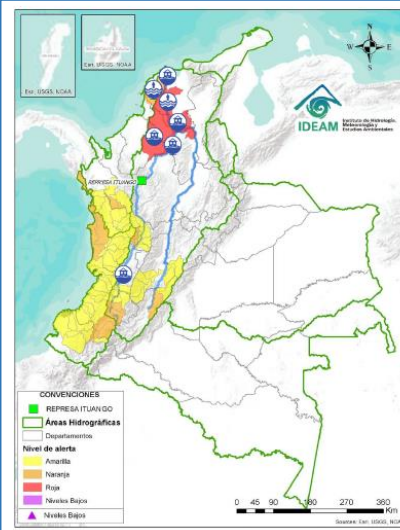 Esri, USGS, NOAA
Esri, USGS, NOAA
N
W
E
S
IDEAM
Instituto de Hidrología,
Meteorología y
Estudios Ambientales
REPRESA ITUANGO
CONVENCIONES
REPRESA ITUANGO
Áreas Hidrográficas
Departamentos
Nivel de alerta
Amarilla
Naranja
Roja
Niveles Bajos
Niveles Bajos
0 45 90 180 270 360
Km
Sources: Esri, USGS, NOAA